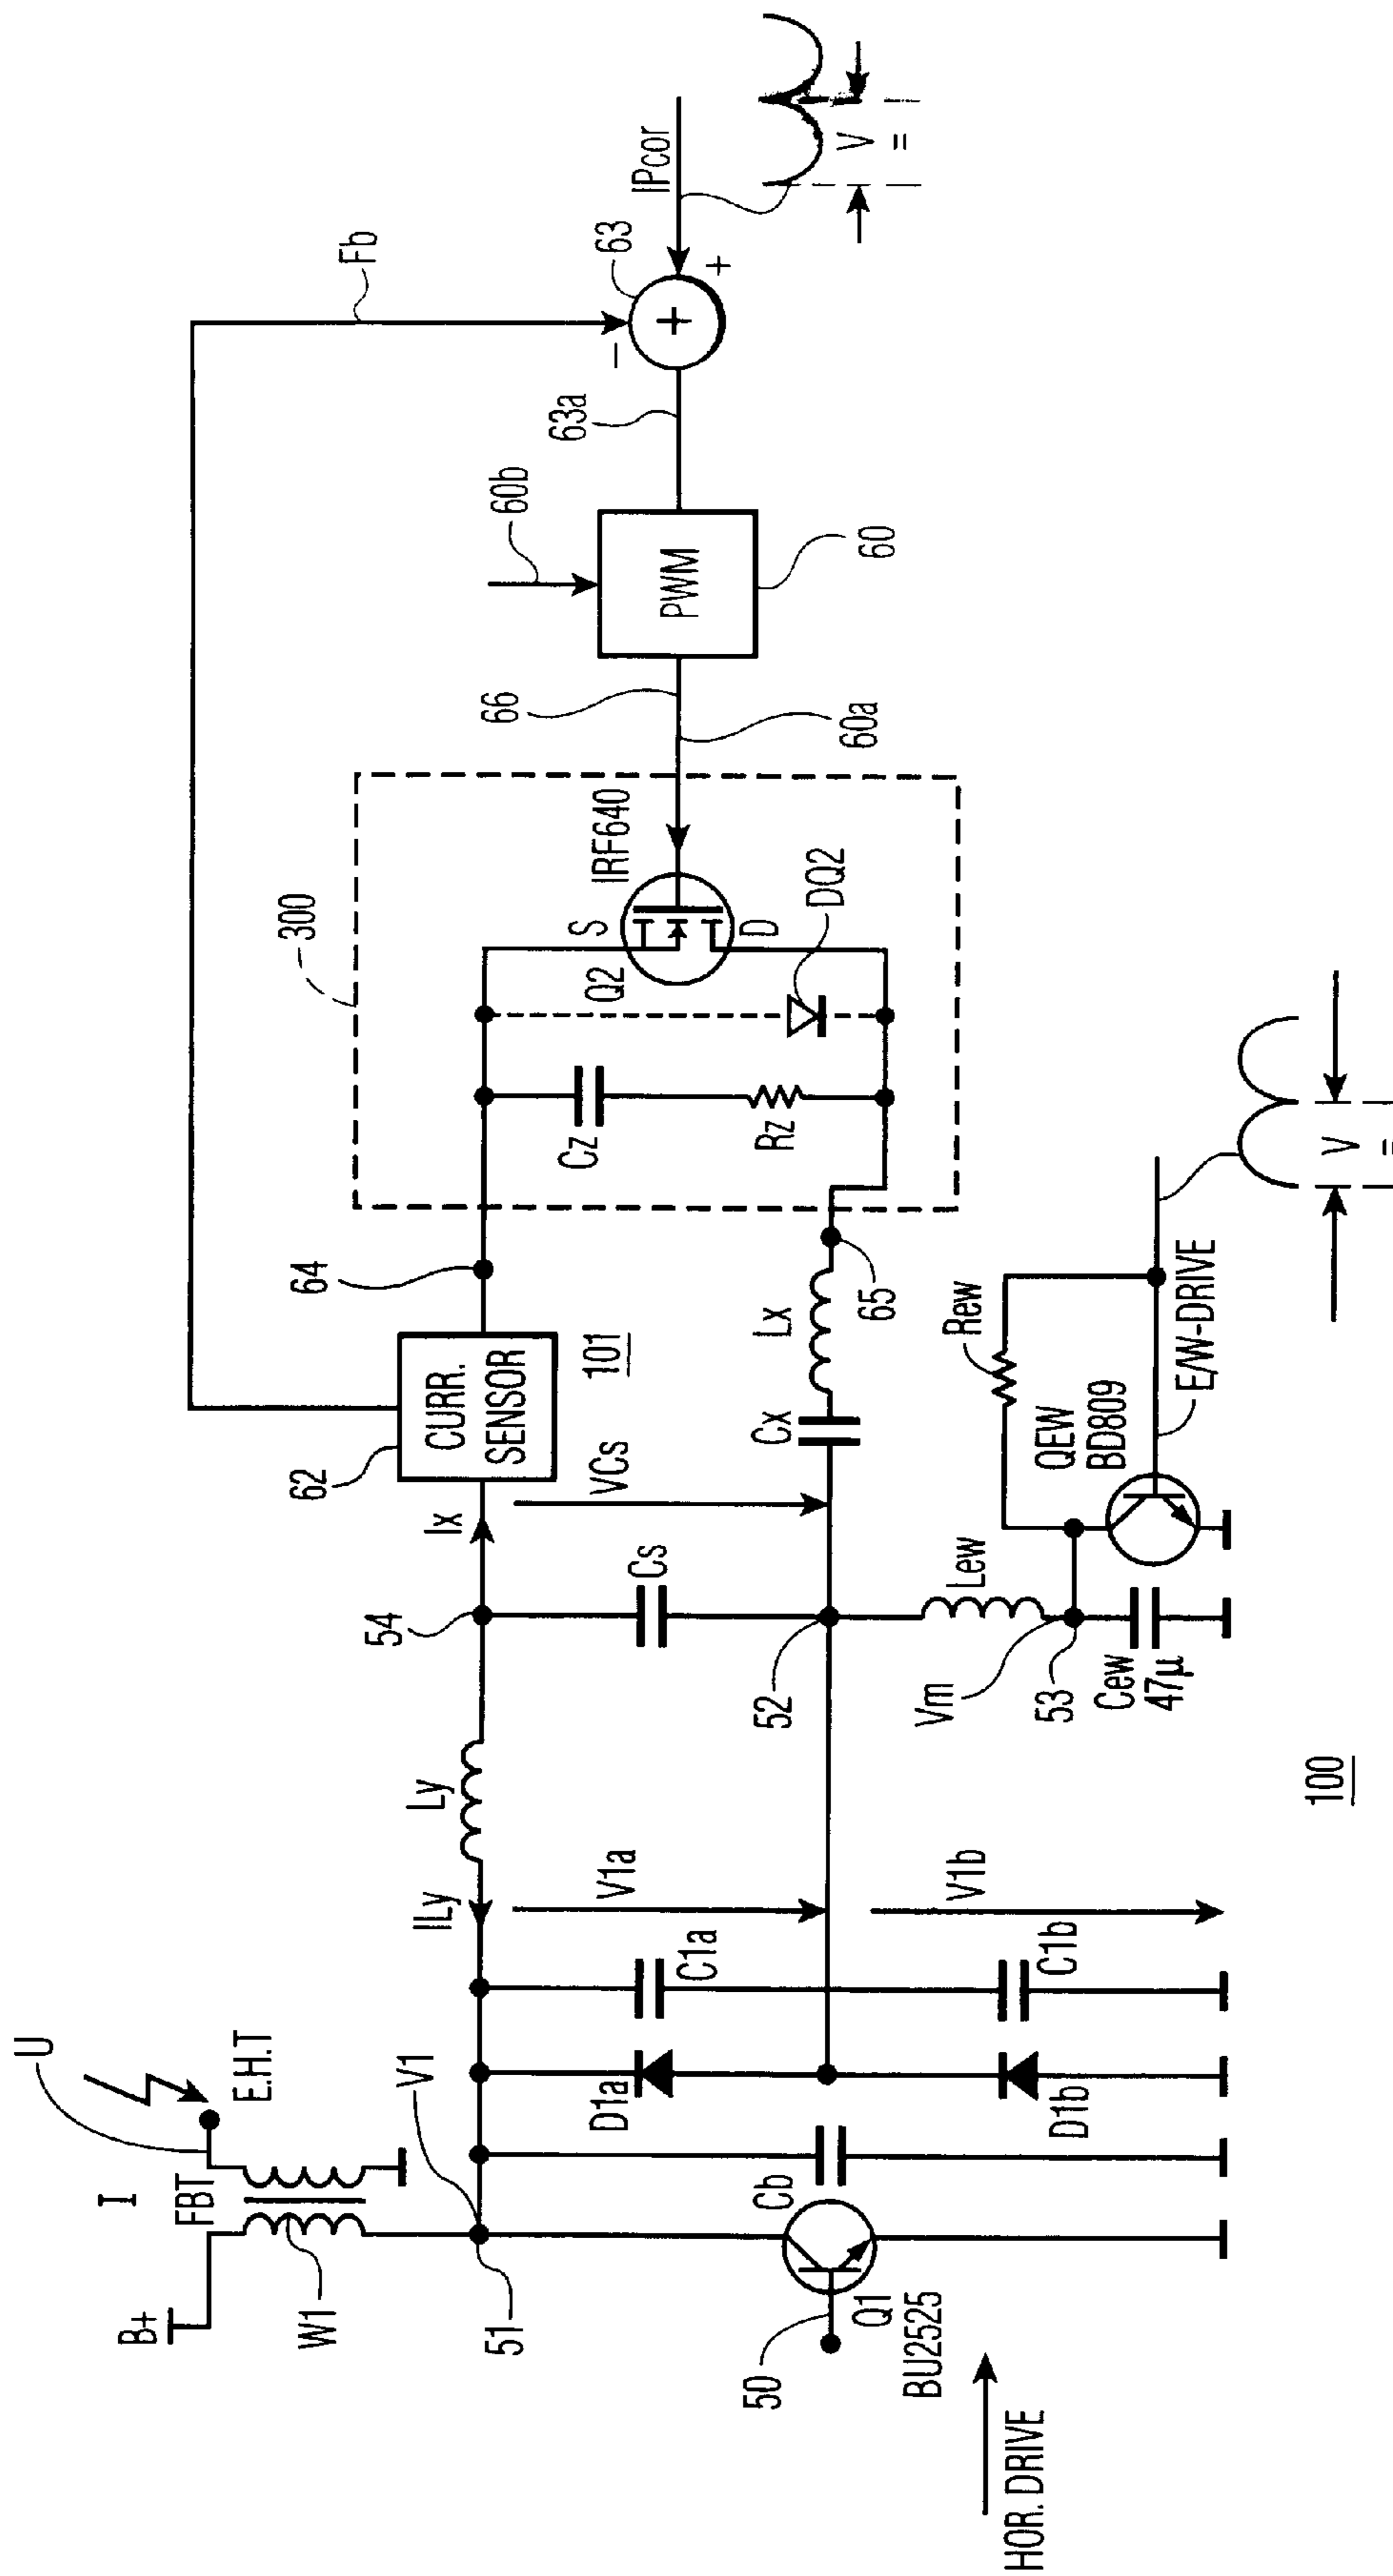 B+
I
FBT
U
E.H.T
W1
V1
51
50
Q1
BU2525
HOR. DRIVE
Cb
D1a
D1b
C1a
C1b
V1a
V1b
ILy
Ly
54
Cs
52
Vm
53
Lew
Cew
47μ
100
Ix
62
CURR.
SENSOR
VCs
101
64
Cx
Lx
65
Rew
QEW
BD809
E/W-DRIVE
V
=
300
Cz
Rz
Q2
S
D
IRF640
DQ2
66
60a
60b
PWM
60
63a
Fb
63
−
+
+
IPcor
V
=